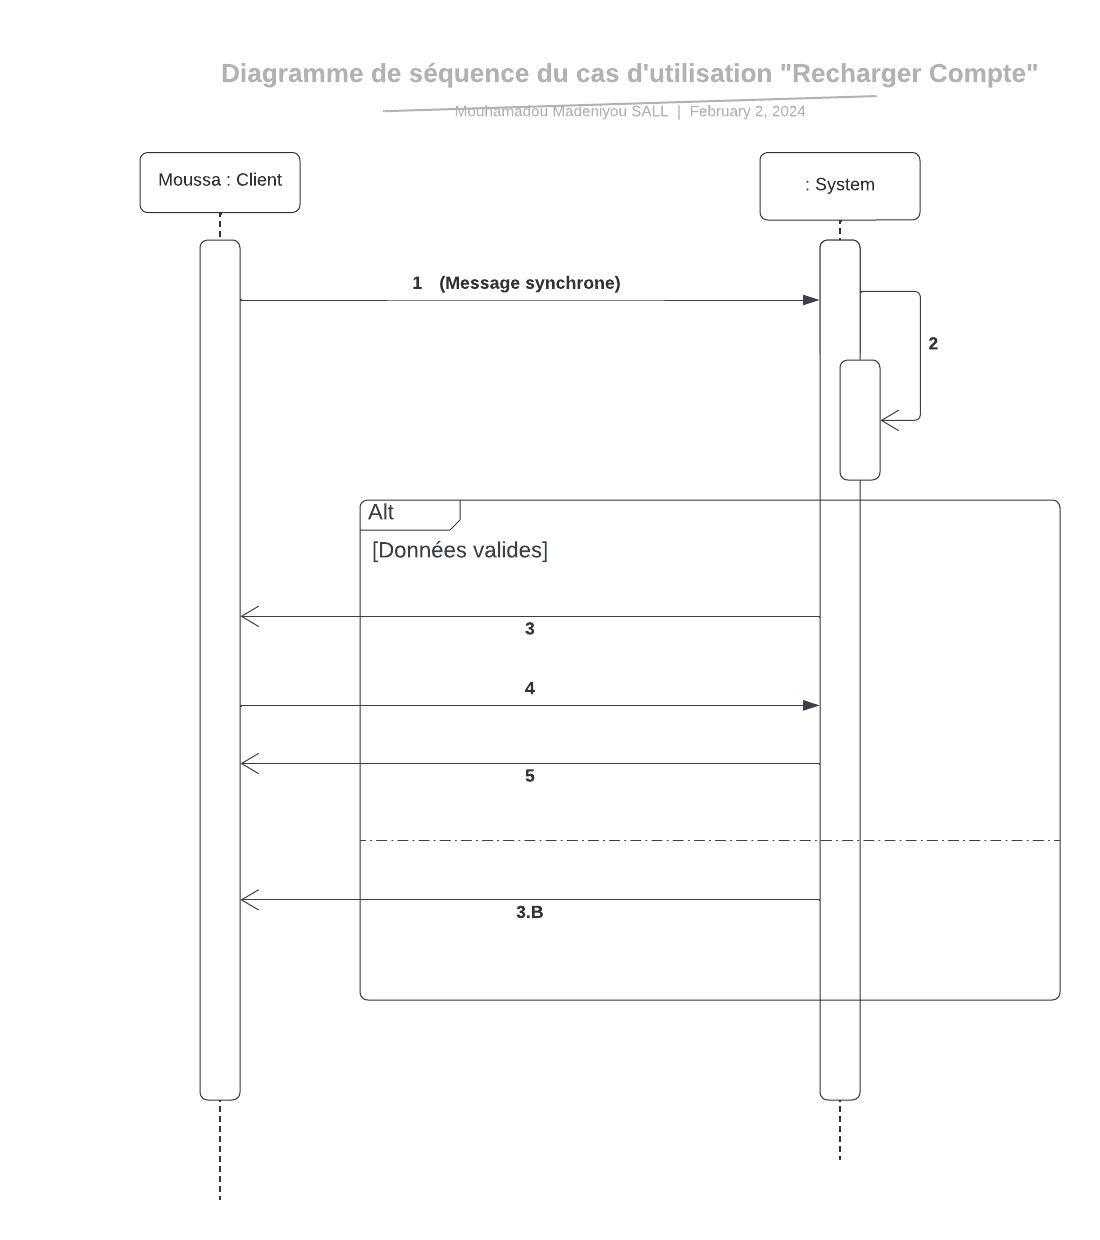 Diagramme de séquence du cas d'utilisation "Recharger Compte"
Mouhamadou Madeniyou SALL | February 2, 2024
Moussa : Client
: System
1 (Message synchrone)
2
Alt
[Données valides]
3
4
5
3.B